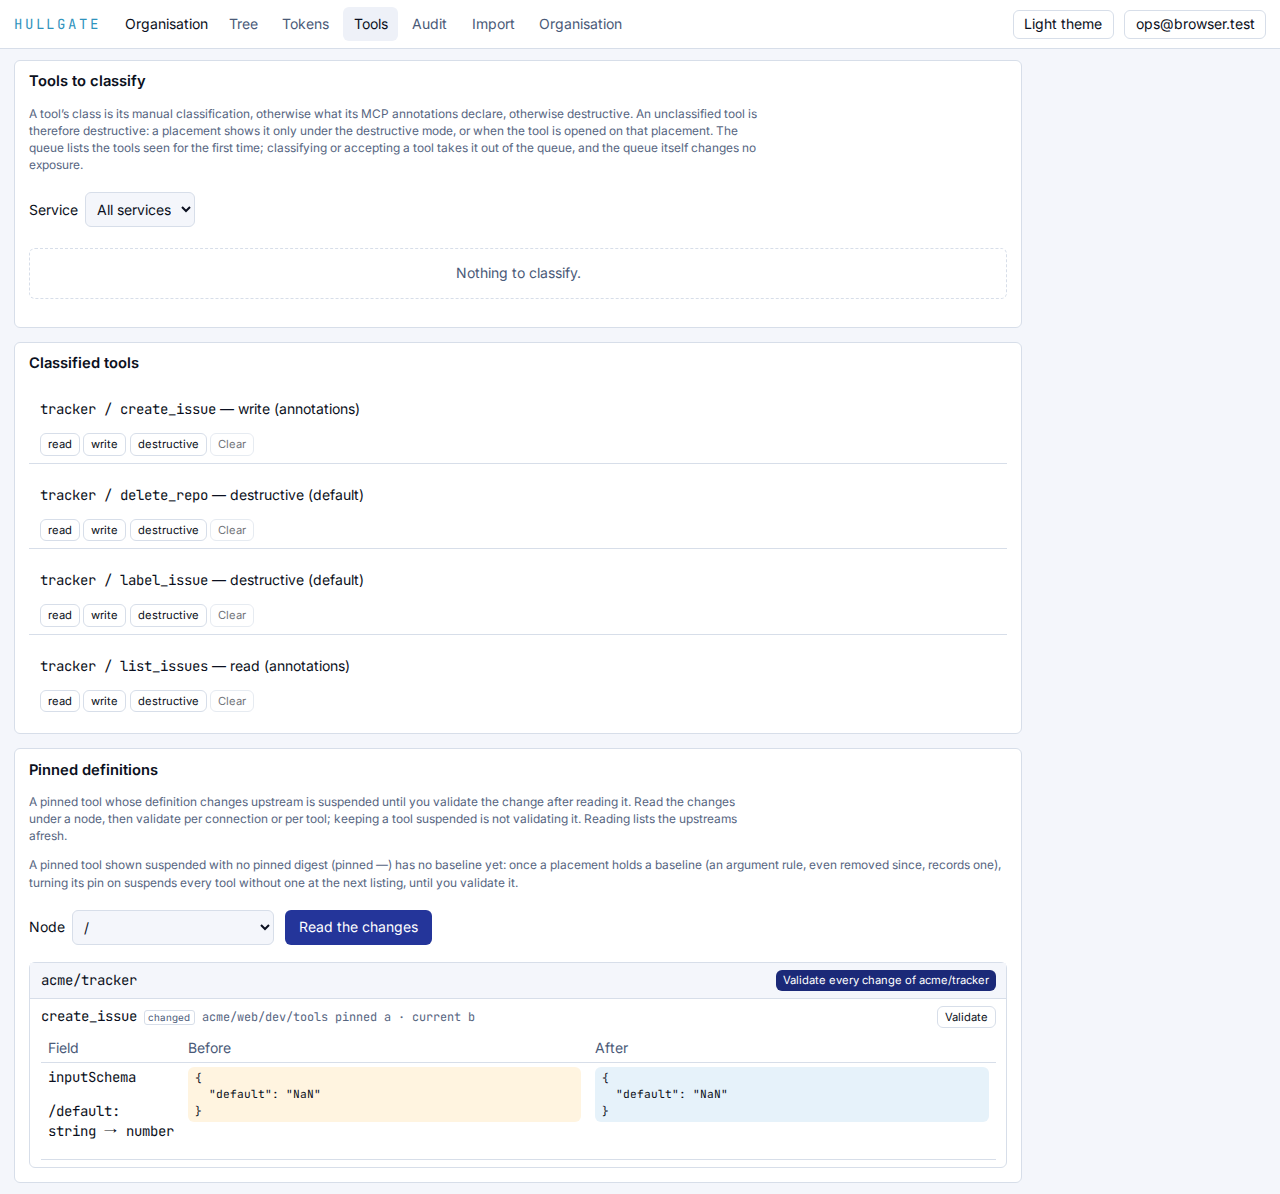 HULLGATE Organisation Tree Tokens Tools Audit Import Organisation Light theme ops@browser.test
Tools to classify
A tool’s class is its manual classification, otherwise what its MCP annotations declare, otherwise destructive. An unclassified tool is
therefore destructive: a placement shows it only under the destructive mode, or when the tool is opened on that placement. The
queue lists the tools seen for the first time; classifying or accepting a tool takes it out of the queue, and the queue itself changes no
exposure.
Service All services
Nothing to classify.
Classified tools
tracker / create_issue — write (annotations)
read write destructive Clear
tracker / delete_repo — destructive (default)
read write destructive Clear
tracker / label_issue — destructive (default)
read write destructive Clear
tracker / list_issues — read (annotations)
read write destructive Clear
Pinned definitions
A pinned tool whose definition changes upstream is suspended until you validate the change after reading it. Read the changes
under a node, then validate per connection or per tool; keeping a tool suspended is not validating it. Reading lists the upstreams
afresh.
A pinned tool shown suspended with no pinned digest (pinned —) has no baseline yet: once a placement holds a baseline (an argument rule, even removed since, records one),
turning its pin on suspends every tool without one at the next listing, until you validate it.
Node / Read the changes
acme/tracker Validate every change of acme/tracker
create_issue changed acme/web/dev/tools pinned a · current b Validate
Field Before After
inputSchema { {
"default": "NaN" "default": "NaN"
/default: } }
string → number